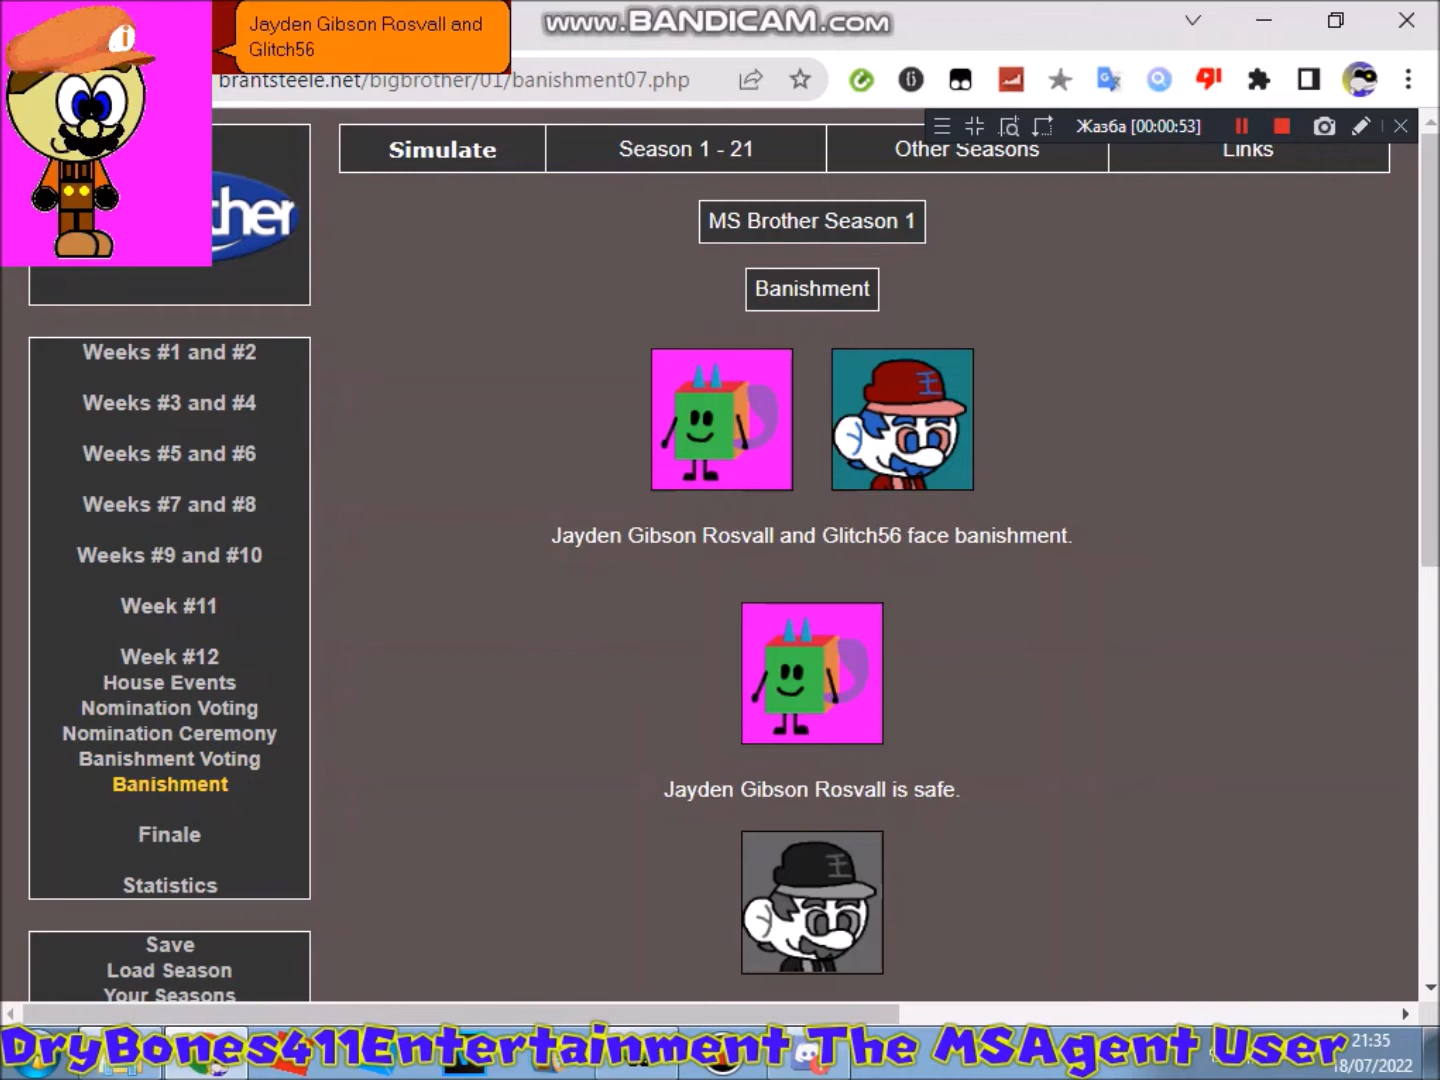 Jayden Gibson Rosvall and
Glitch56
www.BANDICAM.com
brantsteele.net/bigbrother/01/banishment07.php
Жазба [00:00:53]
ther
Simulate
Season 1 - 21
Other Seasons
Links
MS Brother Season 1
Banishment
Weeks #1 and #2
Weeks #3 and #4
Weeks #5 and #6
Weeks #7 and #8
Weeks #9 and #10
Week #11
Week #12
House Events
Nomination Voting
Nomination Ceremony
Banishment Voting
Banishment
Finale
Statistics
Save
Load Season
Your Seasons
王
Jayden Gibson Rosvall and Glitch56 face banishment.
Jayden Gibson Rosvall is safe.
王
DryBones411Entertainment The MSAgent User
21:35
18/07/2022